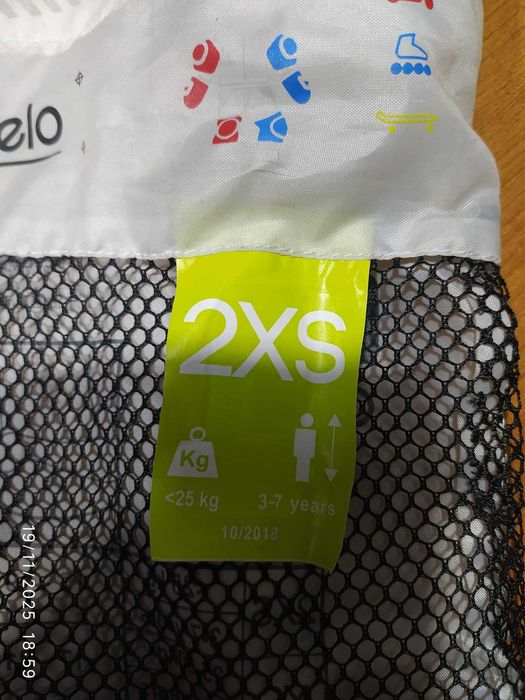 elo
2XS
Kg
<25 kg
3-7 years
10/2018
19/11/2025 18:59